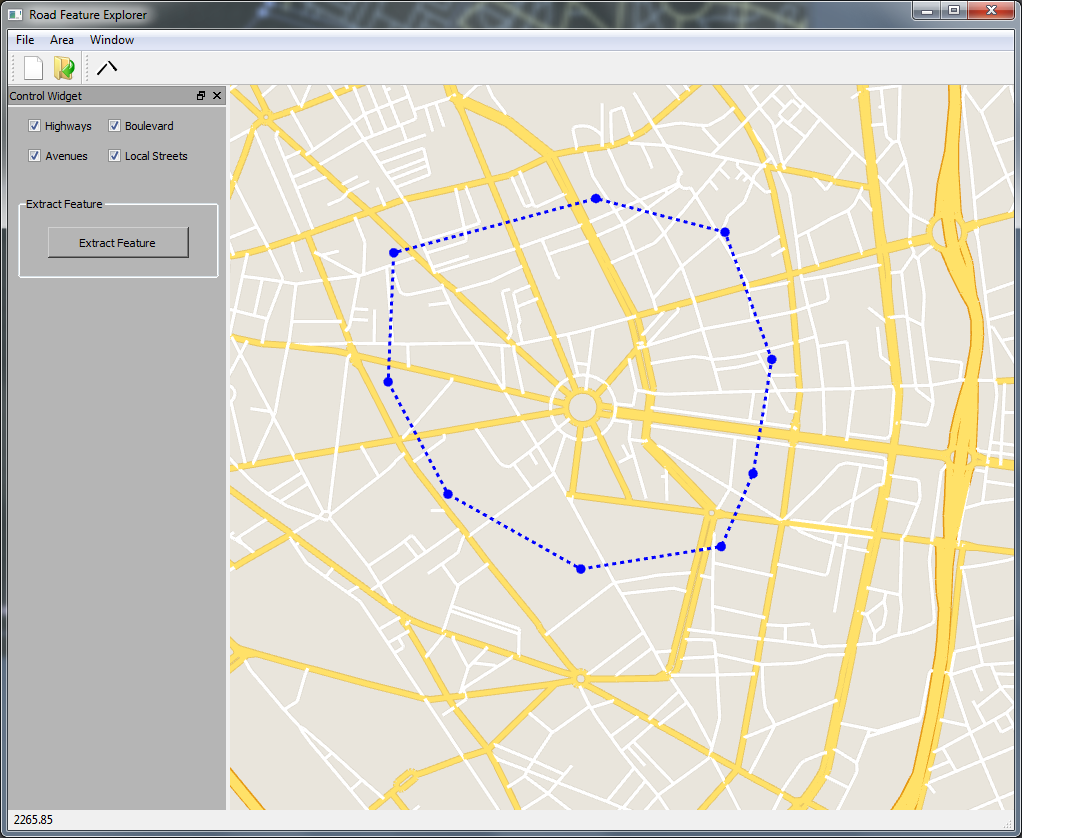 Road Feature Explorer
File Area Window
Control Widget
Highways Boulevard
Avenues Local Streets
Extract Feature
Extract Feature
2265.85